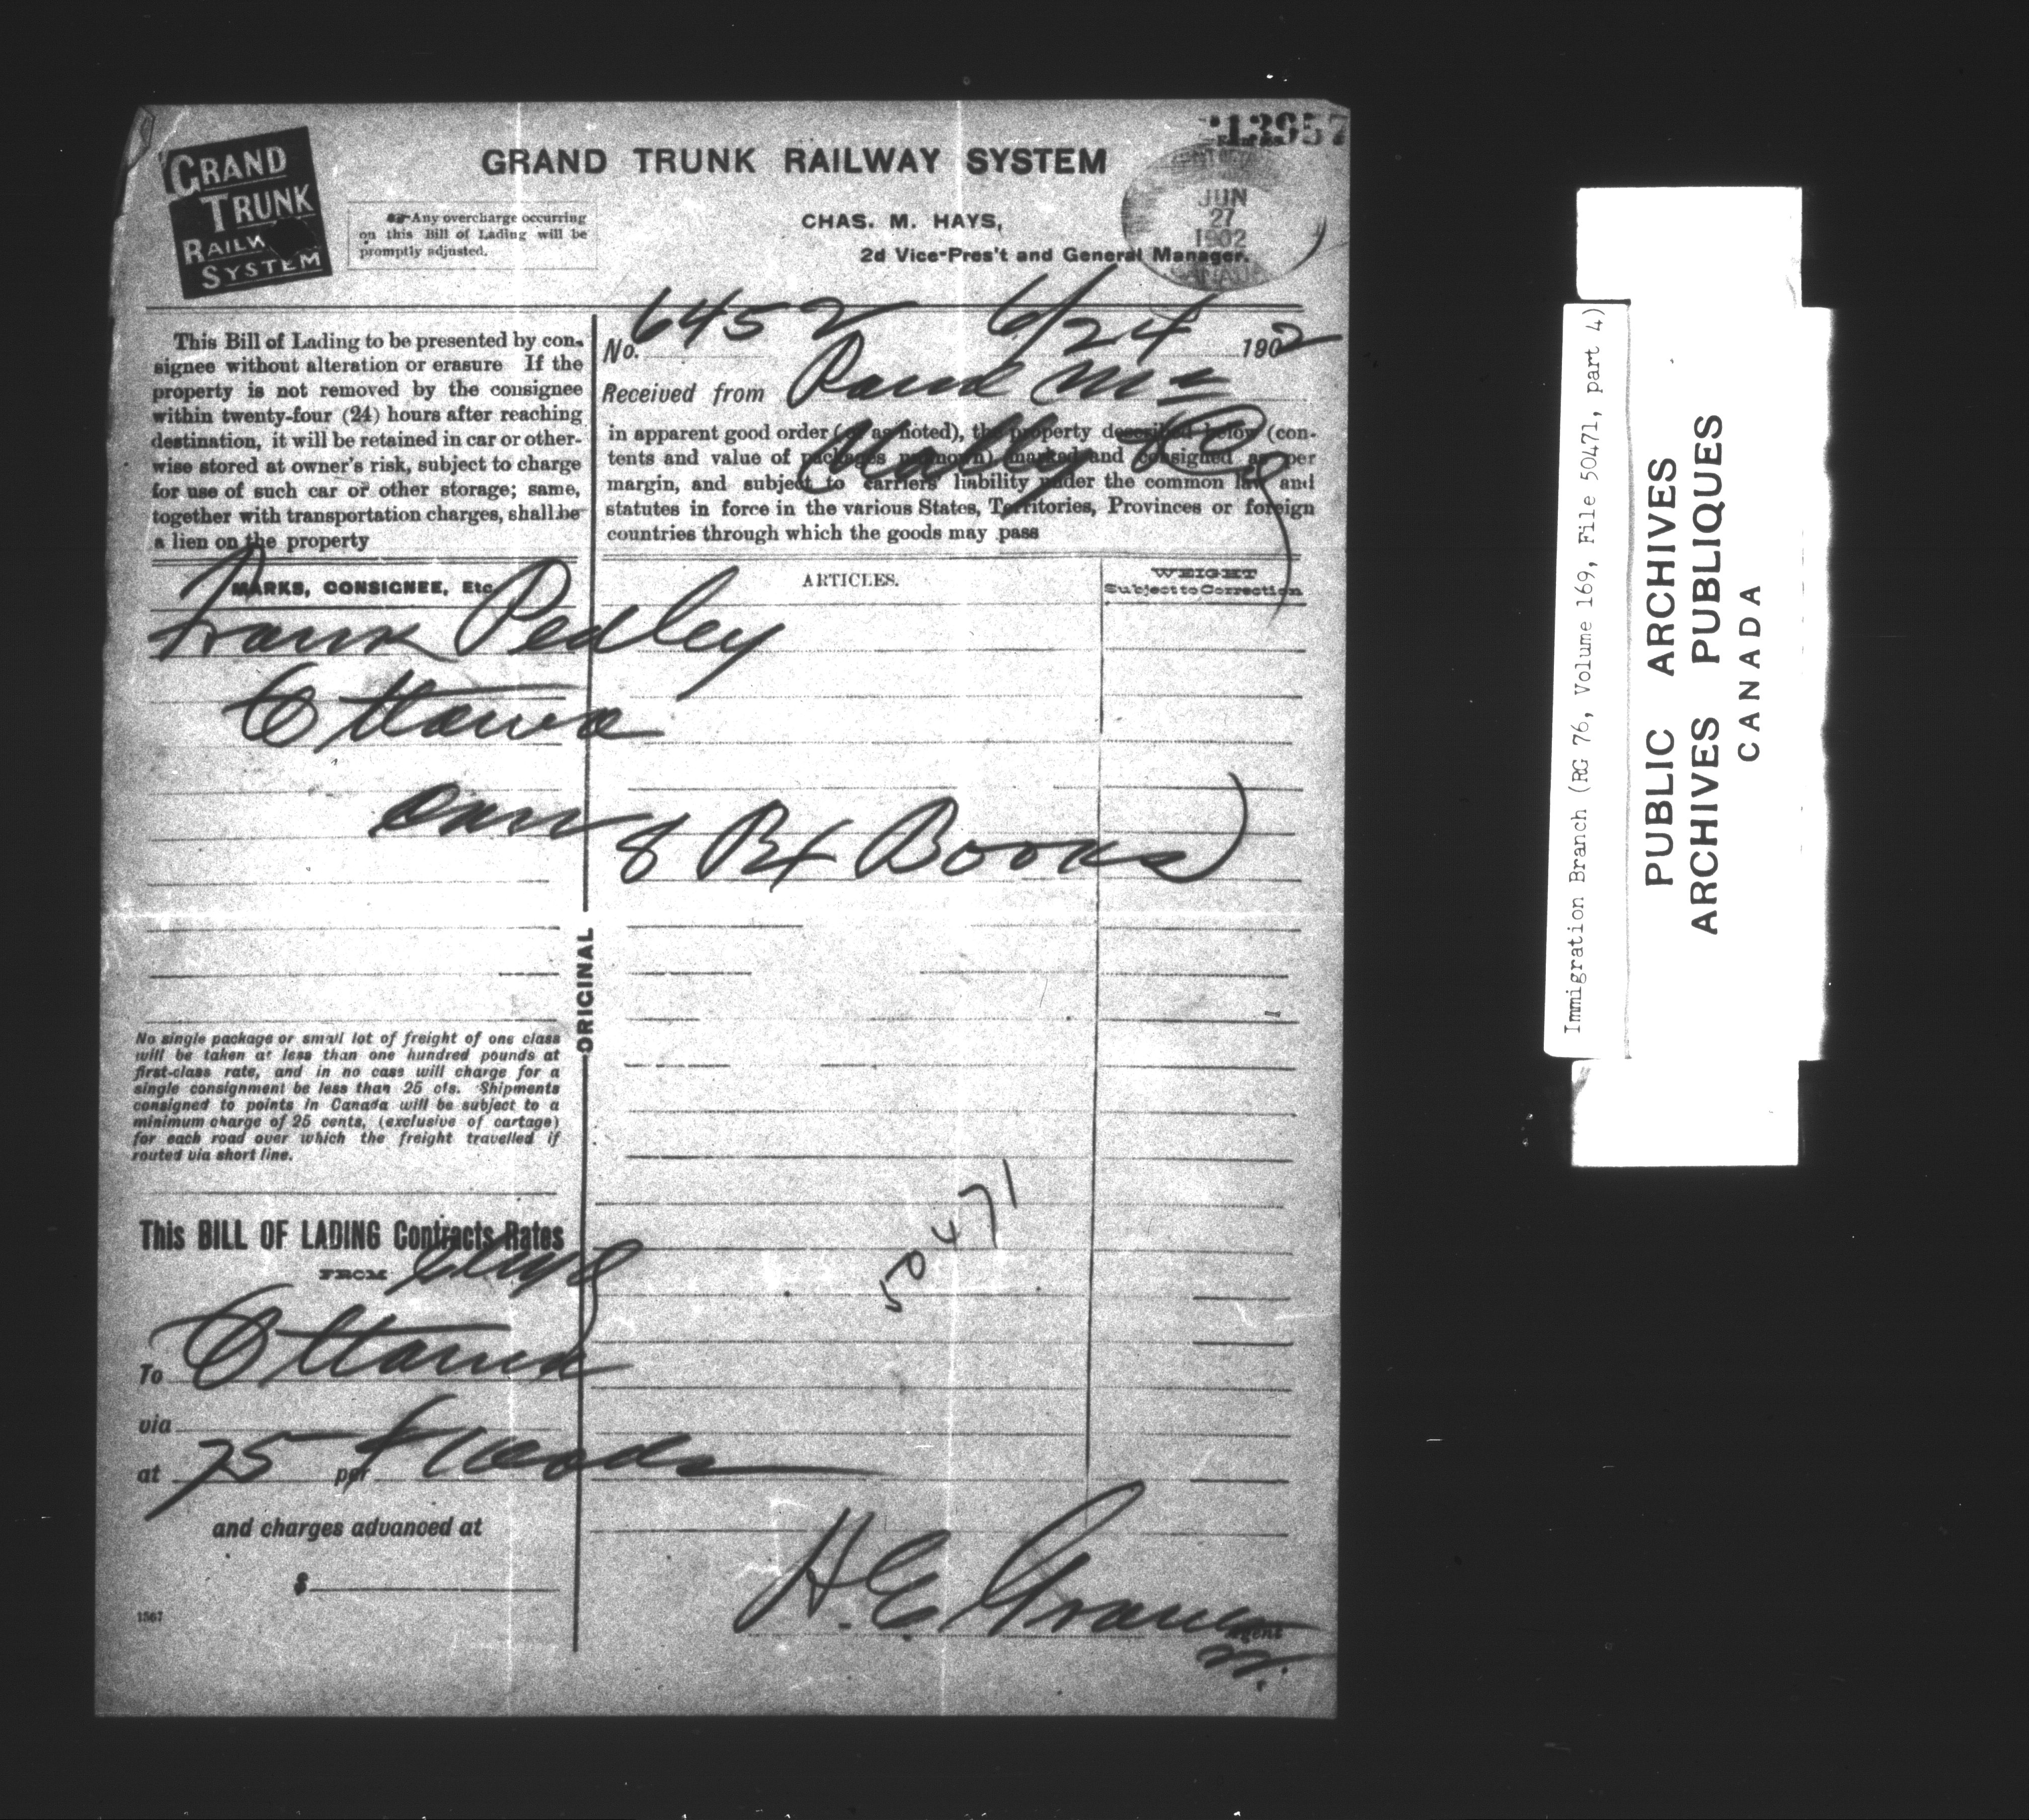 213957
GRAND
TRUNK
RAILW
SYSTEM
GRAND TRUNK RAILWAY SYSTEM
Any overcharge occurring
on this Bill of Lading will be
promptly adjusted.
CHAS. M. HAYS,
2d Vice-Pres't and General Manager.
JUN
27
1902
CANADA
This Bill of Lading to be presented by con-
signee without alteration or erasure If the
property is not removed by the consignee
within twenty-four (24) hours after reaching
destination, it will be retained in car or other-
wise stored at owner's risk, subject to charge
for use of such car or other storage; same,
together with transportation charges, shall be
a lien on the property
No. 6452 6/24 1902
Received from Rand Mc
Nally & Co
in apparent good order (or as noted), the property described below (con-
tents and value of packages unknown) marked and consigned as per
margin, and subject to carriers' liability under the common law and
statutes in force in the various States, Territories, Provinces or foreign
countries through which the goods may pass
MARKS, CONSIGNEE, Etc
ARTICLES.
WEIGHT
Subject to Correction
Frank Pedley
Ottawa
8 Bx Books
ORIGINAL
No single package or small lot of freight of one class
will be taken at less than one hundred pounds at
first-class rate, and in no case will charge for a
single consignment be less than 25 cts. Shipments
consigned to points in Canada will be subject to a
minimum charge of 25 cents, (exclusive of cartage)
for each road over which the freight travelled if
routed via short line.
50471
This BILL OF LADING Contracts Rates
FROM
To Ottawa
via
at 75 per
and charges advanced at
$
1567
H.G.
Agent
Immigration Branch (RG 76, Volume 169, File 50471, part 4)
PUBLIC ARCHIVES
ARCHIVES PUBLIQUES
CANADA